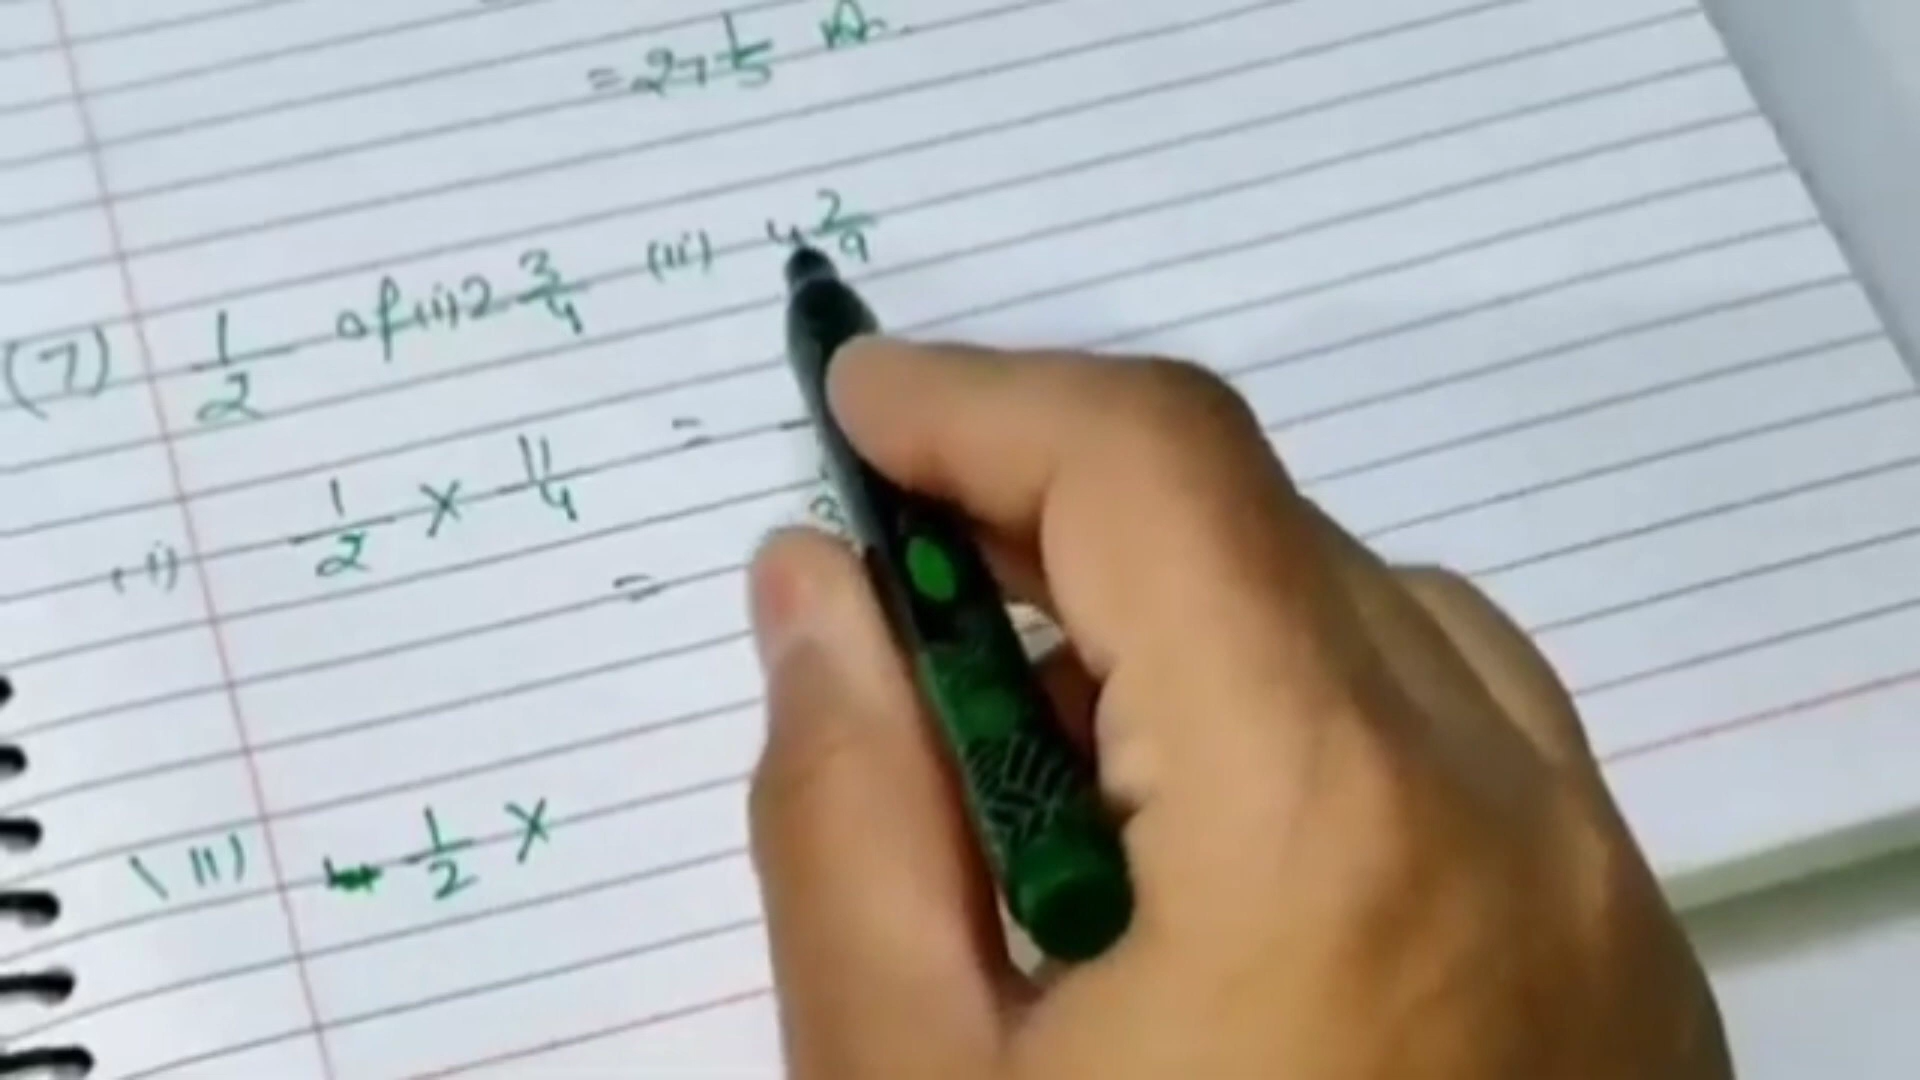 = 27 1/5
(7) 1/2 of (i) 2 3/4 (ii) 4 2/9
(i) 1/2 × 11/4 =
=
(ii) 1/2 ×